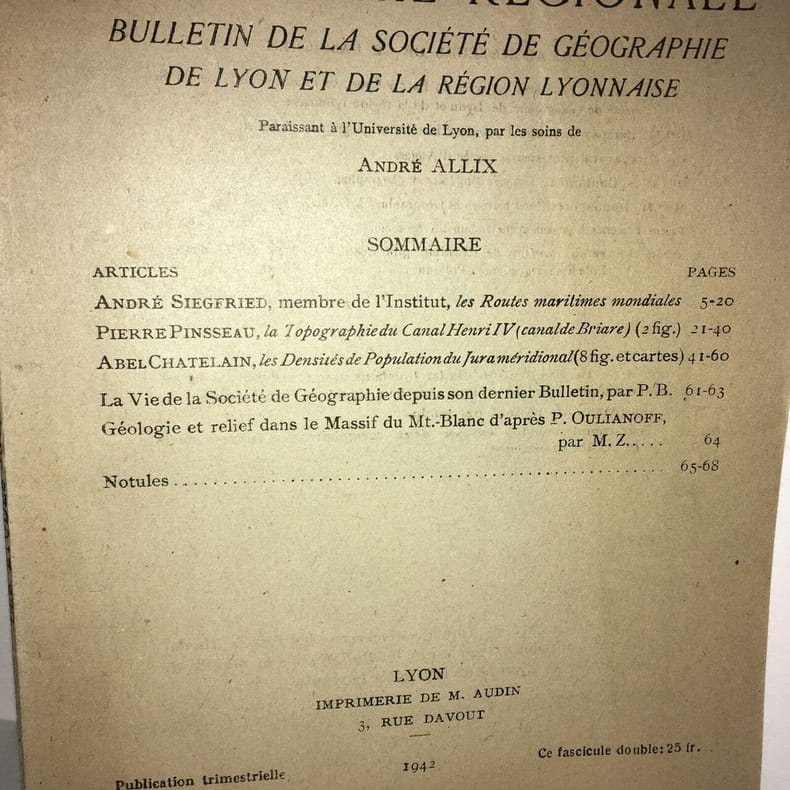 RÉGIONALE
BULLETIN DE LA SOCIÉTÉ DE GÉOGRAPHIE
DE LYON ET DE LA RÉGION LYONNAISE
Paraissant à l'Université de Lyon, par les soins de
ANDRÉ ALLIX
SOMMAIRE
ARTICLES PAGES
ANDRÉ SIEGFRIED, membre de l'Institut, les Routes maritimes mondiales 5-20
PIERRE PINSSEAU, la Topographie du Canal Henri IV (canal de Briare) (2 fig.) 21-40
ABEL CHATELAIN, les Densités de Population du Jura méridional (8 fig. et cartes) 41-60
La Vie de la Société de Géographie depuis son dernier Bulletin, par P. B. 61-63
Géologie et relief dans le Massif du Mt.-Blanc d'après P. OULIANOFF,
par M. Z..... 64
Notules ........................................ 65-68
LYON
IMPRIMERIE DE M. AUDIN
3, RUE DAVOUT
1942
Ce fascicule double: 25 fr.
Publication trimestrielle